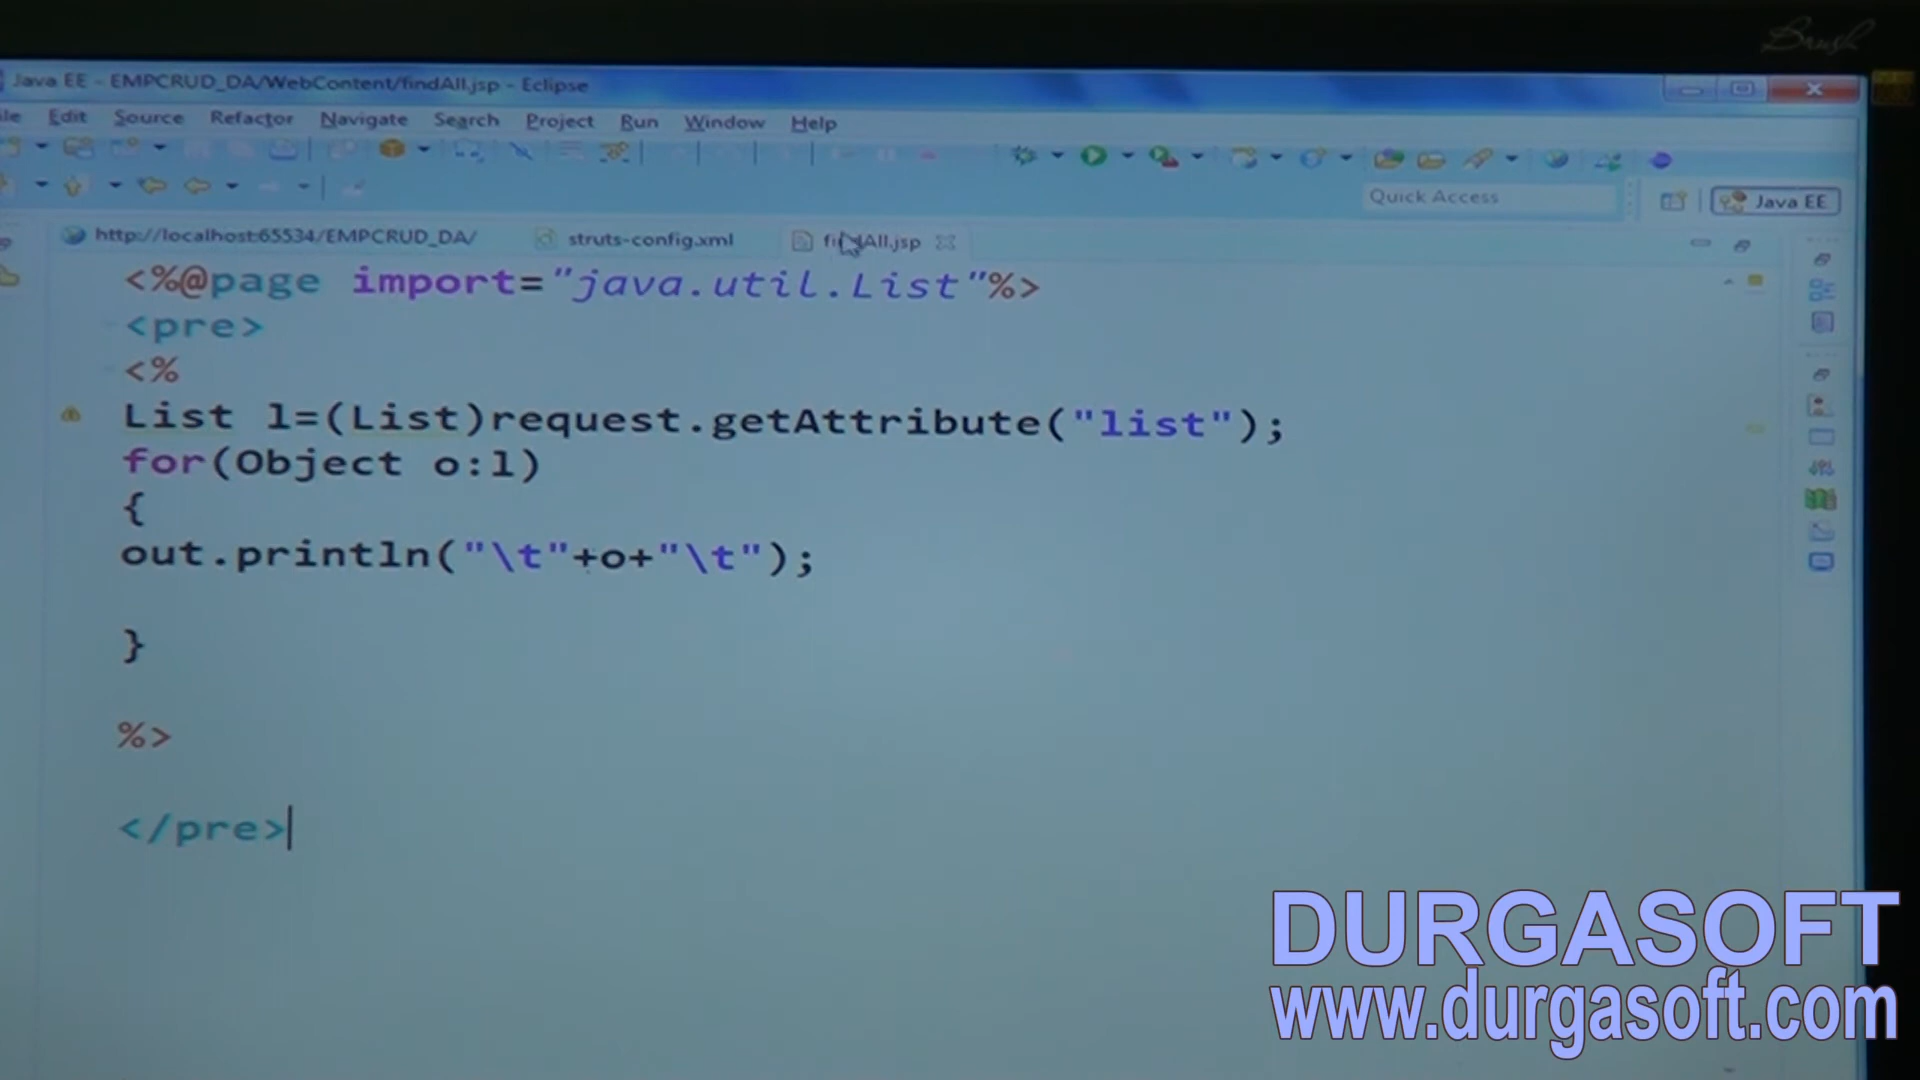 Brush
Java EE - EMPCRUD_DA/WebContent/findAll.jsp - Eclipse
Edit Source Refactor Navigate Search Project Run Window Help
Quick Access
Java EE
http://localhost:65534/EMPCRUD_DA/ struts-config.xml findAll.jsp
<%@page import="java.util.List"%>
<pre>
<%
List l=(List)request.getAttribute("list");
for(Object o:l)
{
out.println("\t"+o+"\t");
}
%>
</pre>
DURGASOFT
www.durgasoft.com